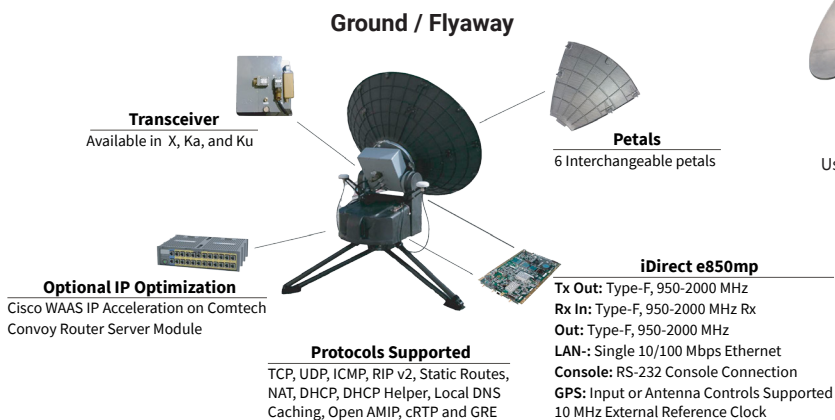 Ground / Flyaway
Transceiver
Available in X, Ka, and Ku
Petals
6 Interchangeable petals
Optional IP Optimization
Cisco WAAS IP Acceleration on Comtech
Convoy Router Server Module
Protocols Supported
TCP, UDP, ICMP, RIP v2, Static Routes,
NAT, DHCP, DHCP Helper, Local DNS
Caching, Open AMIP, cRTP and GRE
iDirect e850mp
Tx Out: Type-F, 950-2000 MHz
Rx In: Type-F, 950-2000 MHz Rx
Out: Type-F, 950-2000 MHz
LAN-: Single 10/100 Mbps Ethernet
Console: RS-232 Console Connection
GPS: Input or Antenna Controls Supported
10 MHz External Reference Clock